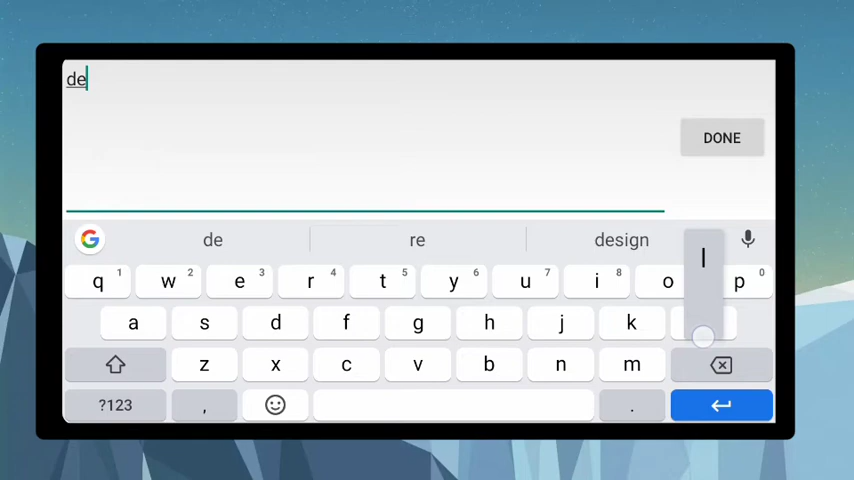 de
DONE
G de re design l
q 1 w 2 e 3 r 4 t 5 y 6 u 7 i 8 o p 0
a s d f g h j k
z x c v b n m
?123 , .